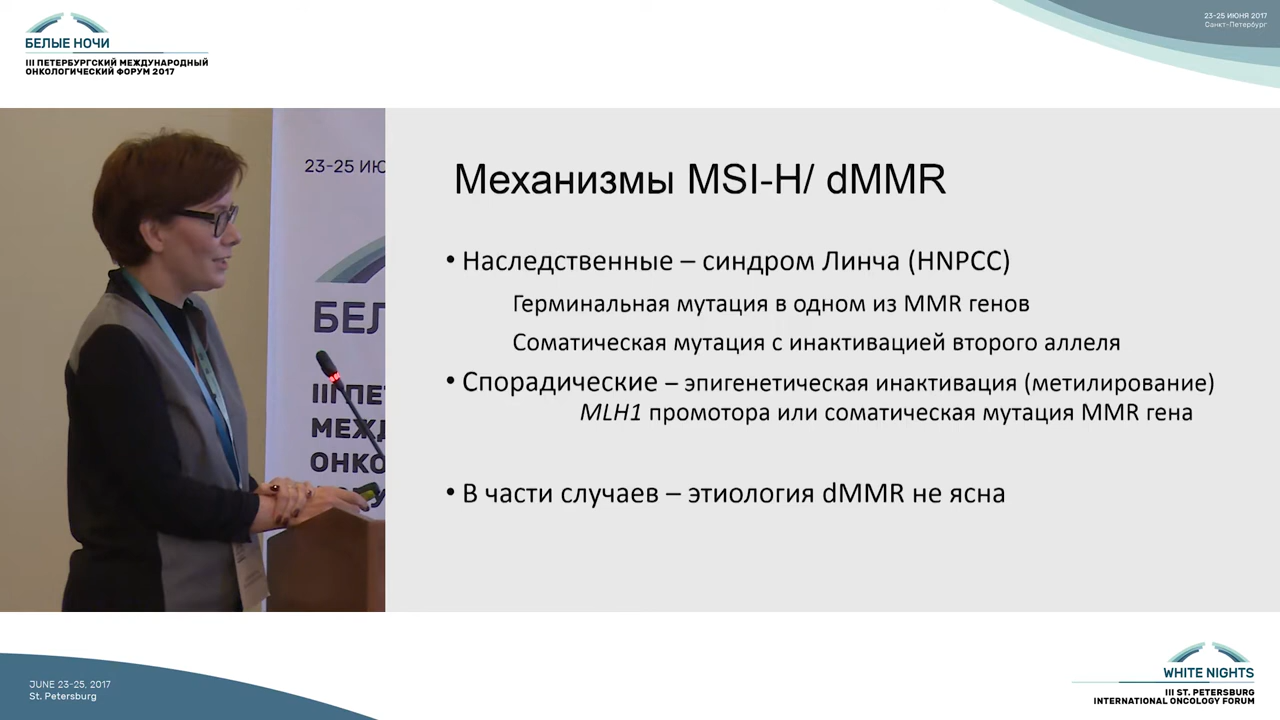 БЕЛЫЕ НОЧИ
III ПЕТЕРБУРГСКИЙ МЕЖДУНАРОДНЫЙ
ОНКОЛОГИЧЕСКИЙ ФОРУМ 2017
23-25 ИЮНЯ 2017
Санкт-Петербург
23-25 ИЮ
БЕЛ
III ПЕ
МЕЖД
ОНКО
Механизмы MSI-H/ dMMR
• Наследственные – синдром Линча (HNPCC)
Герминальная мутация в одном из MMR генов
Соматическая мутация с инактивацией второго аллеля
• Спорадические – эпигенетическая инактивация (метилирование)
MLH1 промотора или соматическая мутация MMR гена
• В части случаев – этиология dMMR не ясна
JUNE 23-25, 2017
St. Petersburg
WHITE NIGHTS
III ST. PETERSBURG
INTERNATIONAL ONCOLOGY FORUM